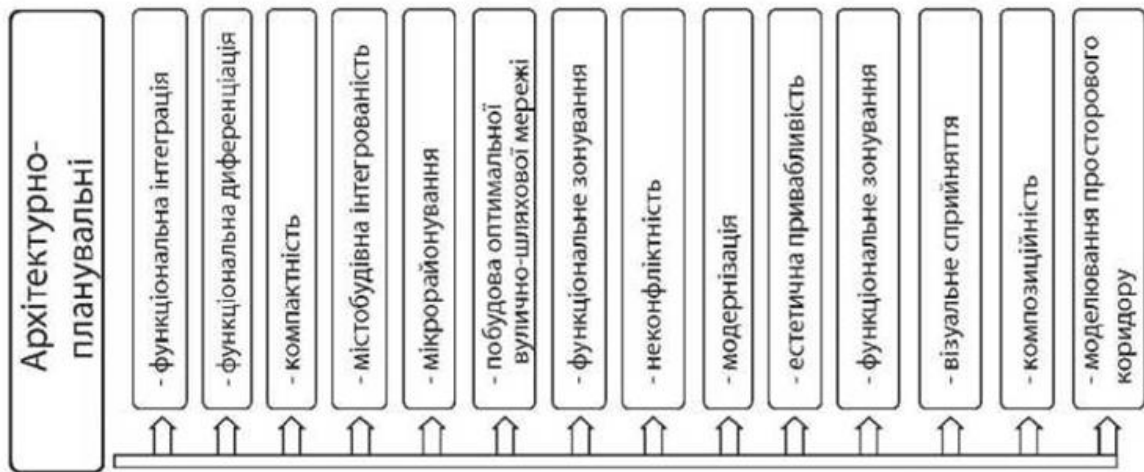 Архітектурно-
планувальні
- функціональна інтеграція
- функціональна диференціація
- компактність
- містобудівна інтегрованість
- мікрорайонування
- побудова оптимальної
вулично-шляхової мережі
- функціональне зонування
- неконфліктність
- модернізація
- естетична привабливість
- функціональне зонування
- візуальне сприйняття
- композиційність
- моделювання просторового
коридору